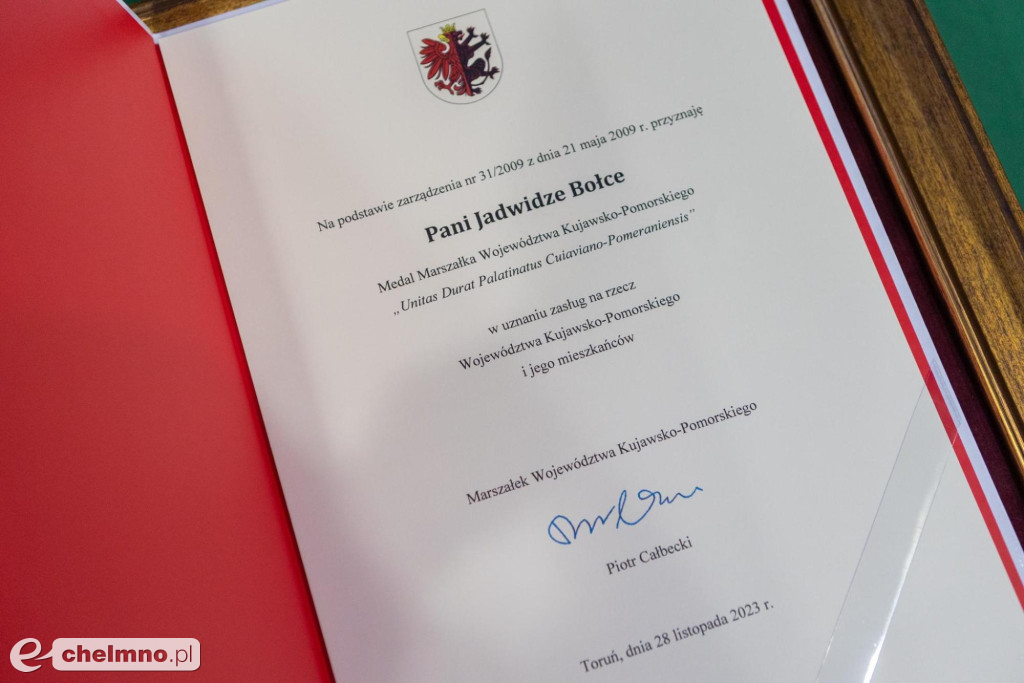 Na podstawie zarządzenia nr 31/2009 z dnia 21 maja 2009 r. przyznaję
Pani Jadwidze Bołce
Medal Marszałka Województwa Kujawsko-Pomorskiego
„Unitas Durat Palatinatus Cuiaviano-Pomeraniensis”
w uznaniu zasług na rzecz
Województwa Kujawsko-Pomorskiego
i jego mieszkańców
Marszałek Województwa Kujawsko-Pomorskiego
Piotr Całbecki
Toruń, dnia 28 listopada 2023 r.
e chelmno.pl